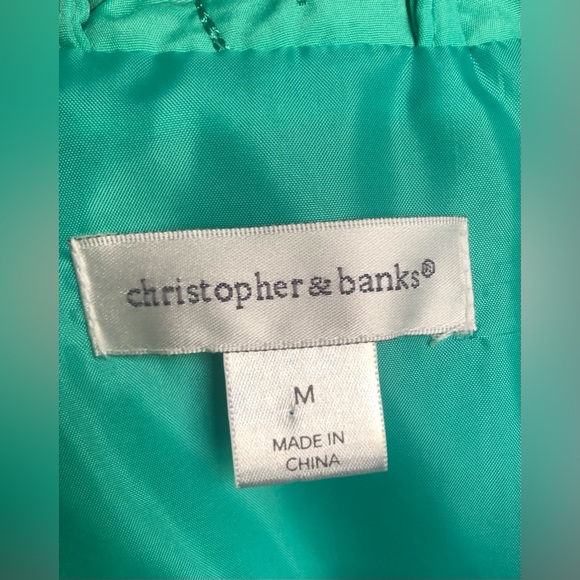 christopher & banks®
M
MADE IN
CHINA